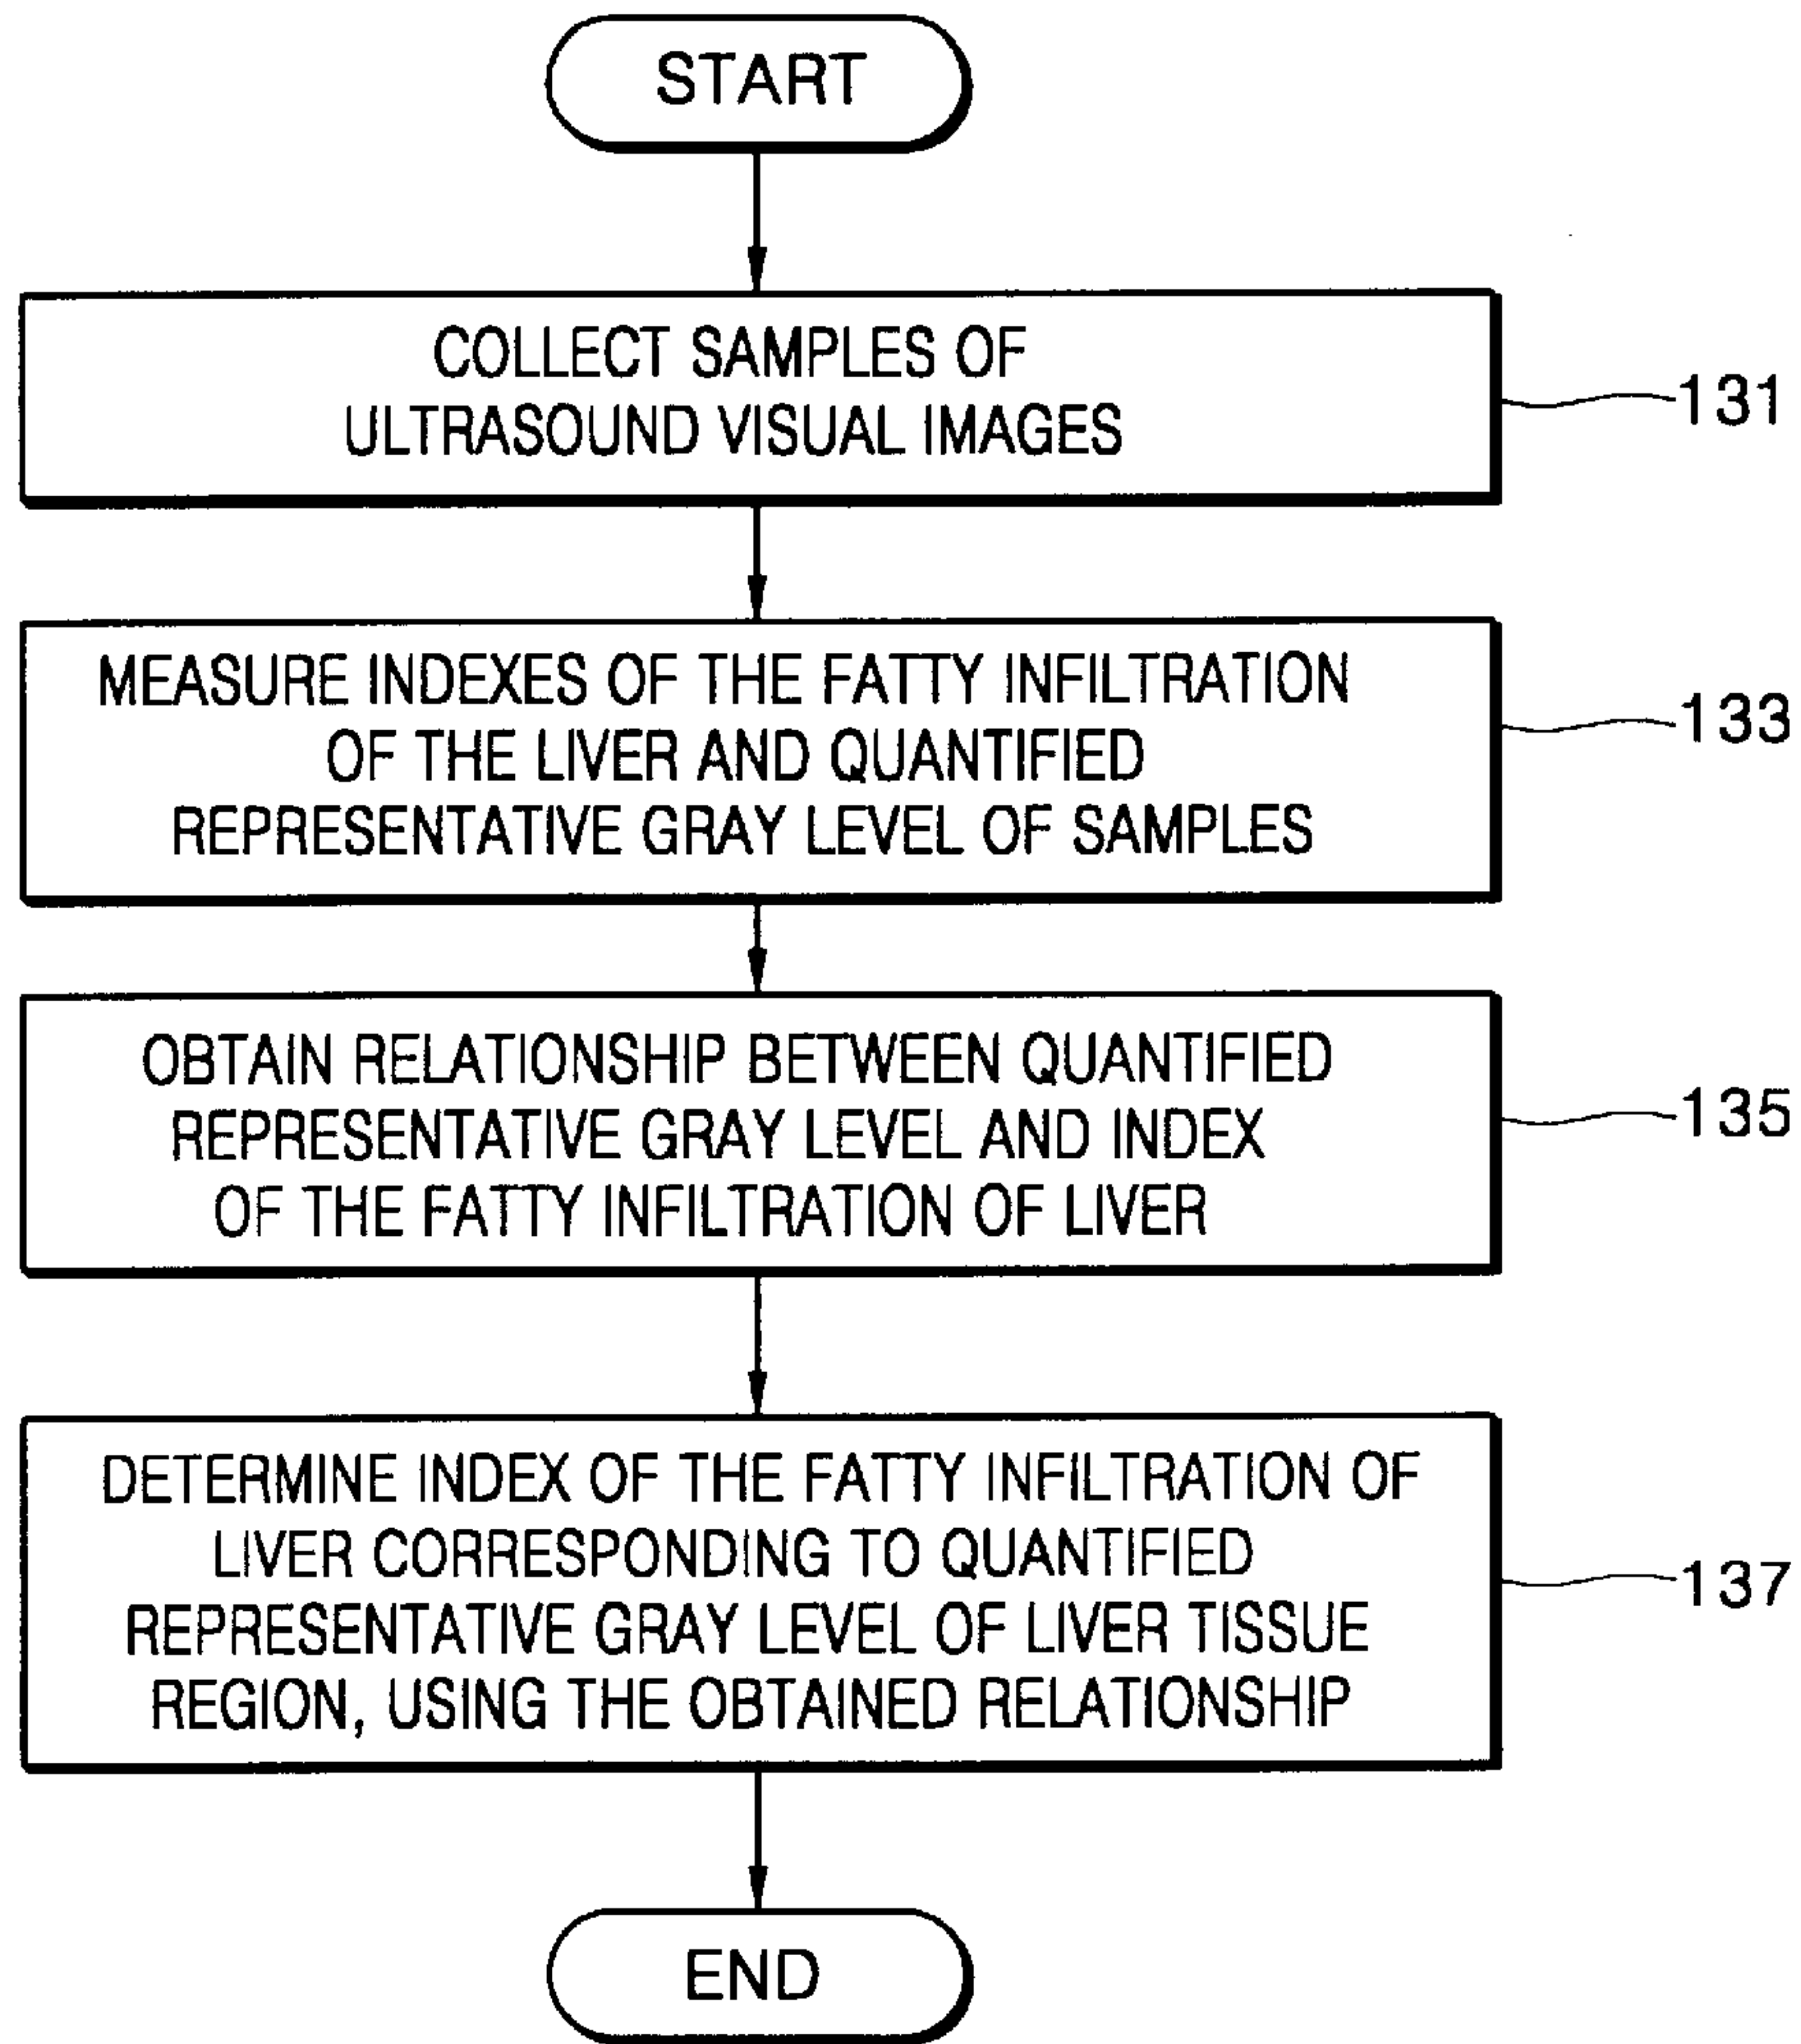 START
COLLECT SAMPLES OF
ULTRASOUND VISUAL IMAGES
131
MEASURE INDEXES OF THE FATTY INFILTRATION
OF THE LIVER AND QUANTIFIED
REPRESENTATIVE GRAY LEVEL OF SAMPLES
133
OBTAIN RELATIONSHIP BETWEEN QUANTIFIED
REPRESENTATIVE GRAY LEVEL AND INDEX
OF THE FATTY INFILTRATION OF LIVER
135
DETERMINE INDEX OF THE FATTY INFILTRATION OF
LIVER CORRESPONDING TO QUANTIFIED
REPRESENTATIVE GRAY LEVEL OF LIVER TISSUE
REGION, USING THE OBTAINED RELATIONSHIP
137
END